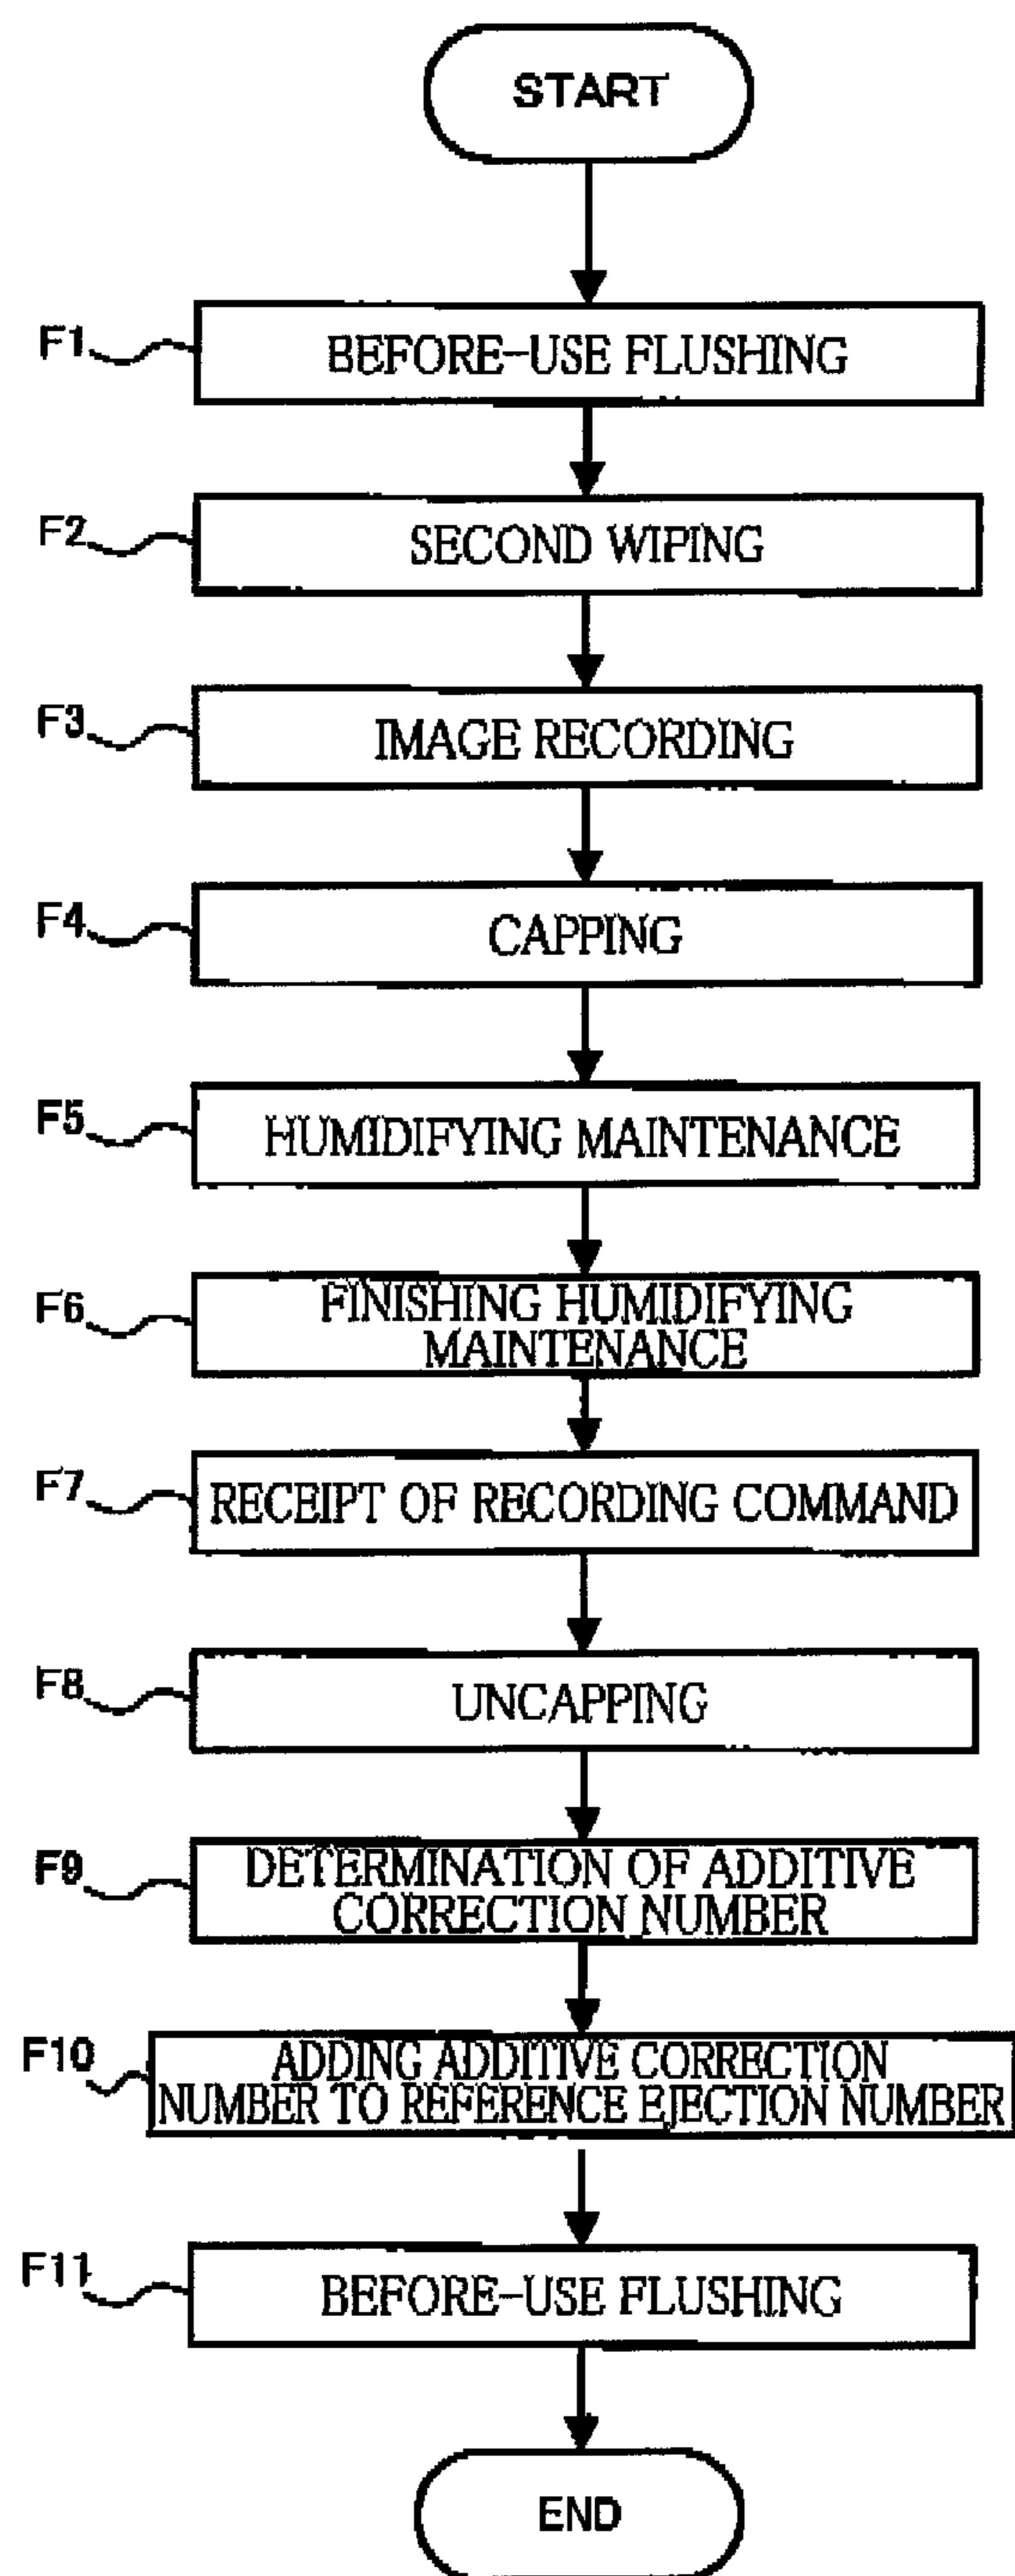 START
F1
BEFORE-USE FLUSHING
F2
SECOND WIPING
F3
IMAGE RECORDING
F4
CAPPING
F5
HUMIDIFYING MAINTENANCE
F6
FINISHING HUMIDIFYING
MAINTENANCE
F7
RECEIPT OF RECORDING COMMAND
F8
UNCAPPING
F9
DETERMINATION OF ADDITIVE
CORRECTION NUMBER
F10
ADDING ADDITIVE CORRECTION
NUMBER TO REFERENCE EJECTION NUMBER
F11
BEFORE-USE FLUSHING
END